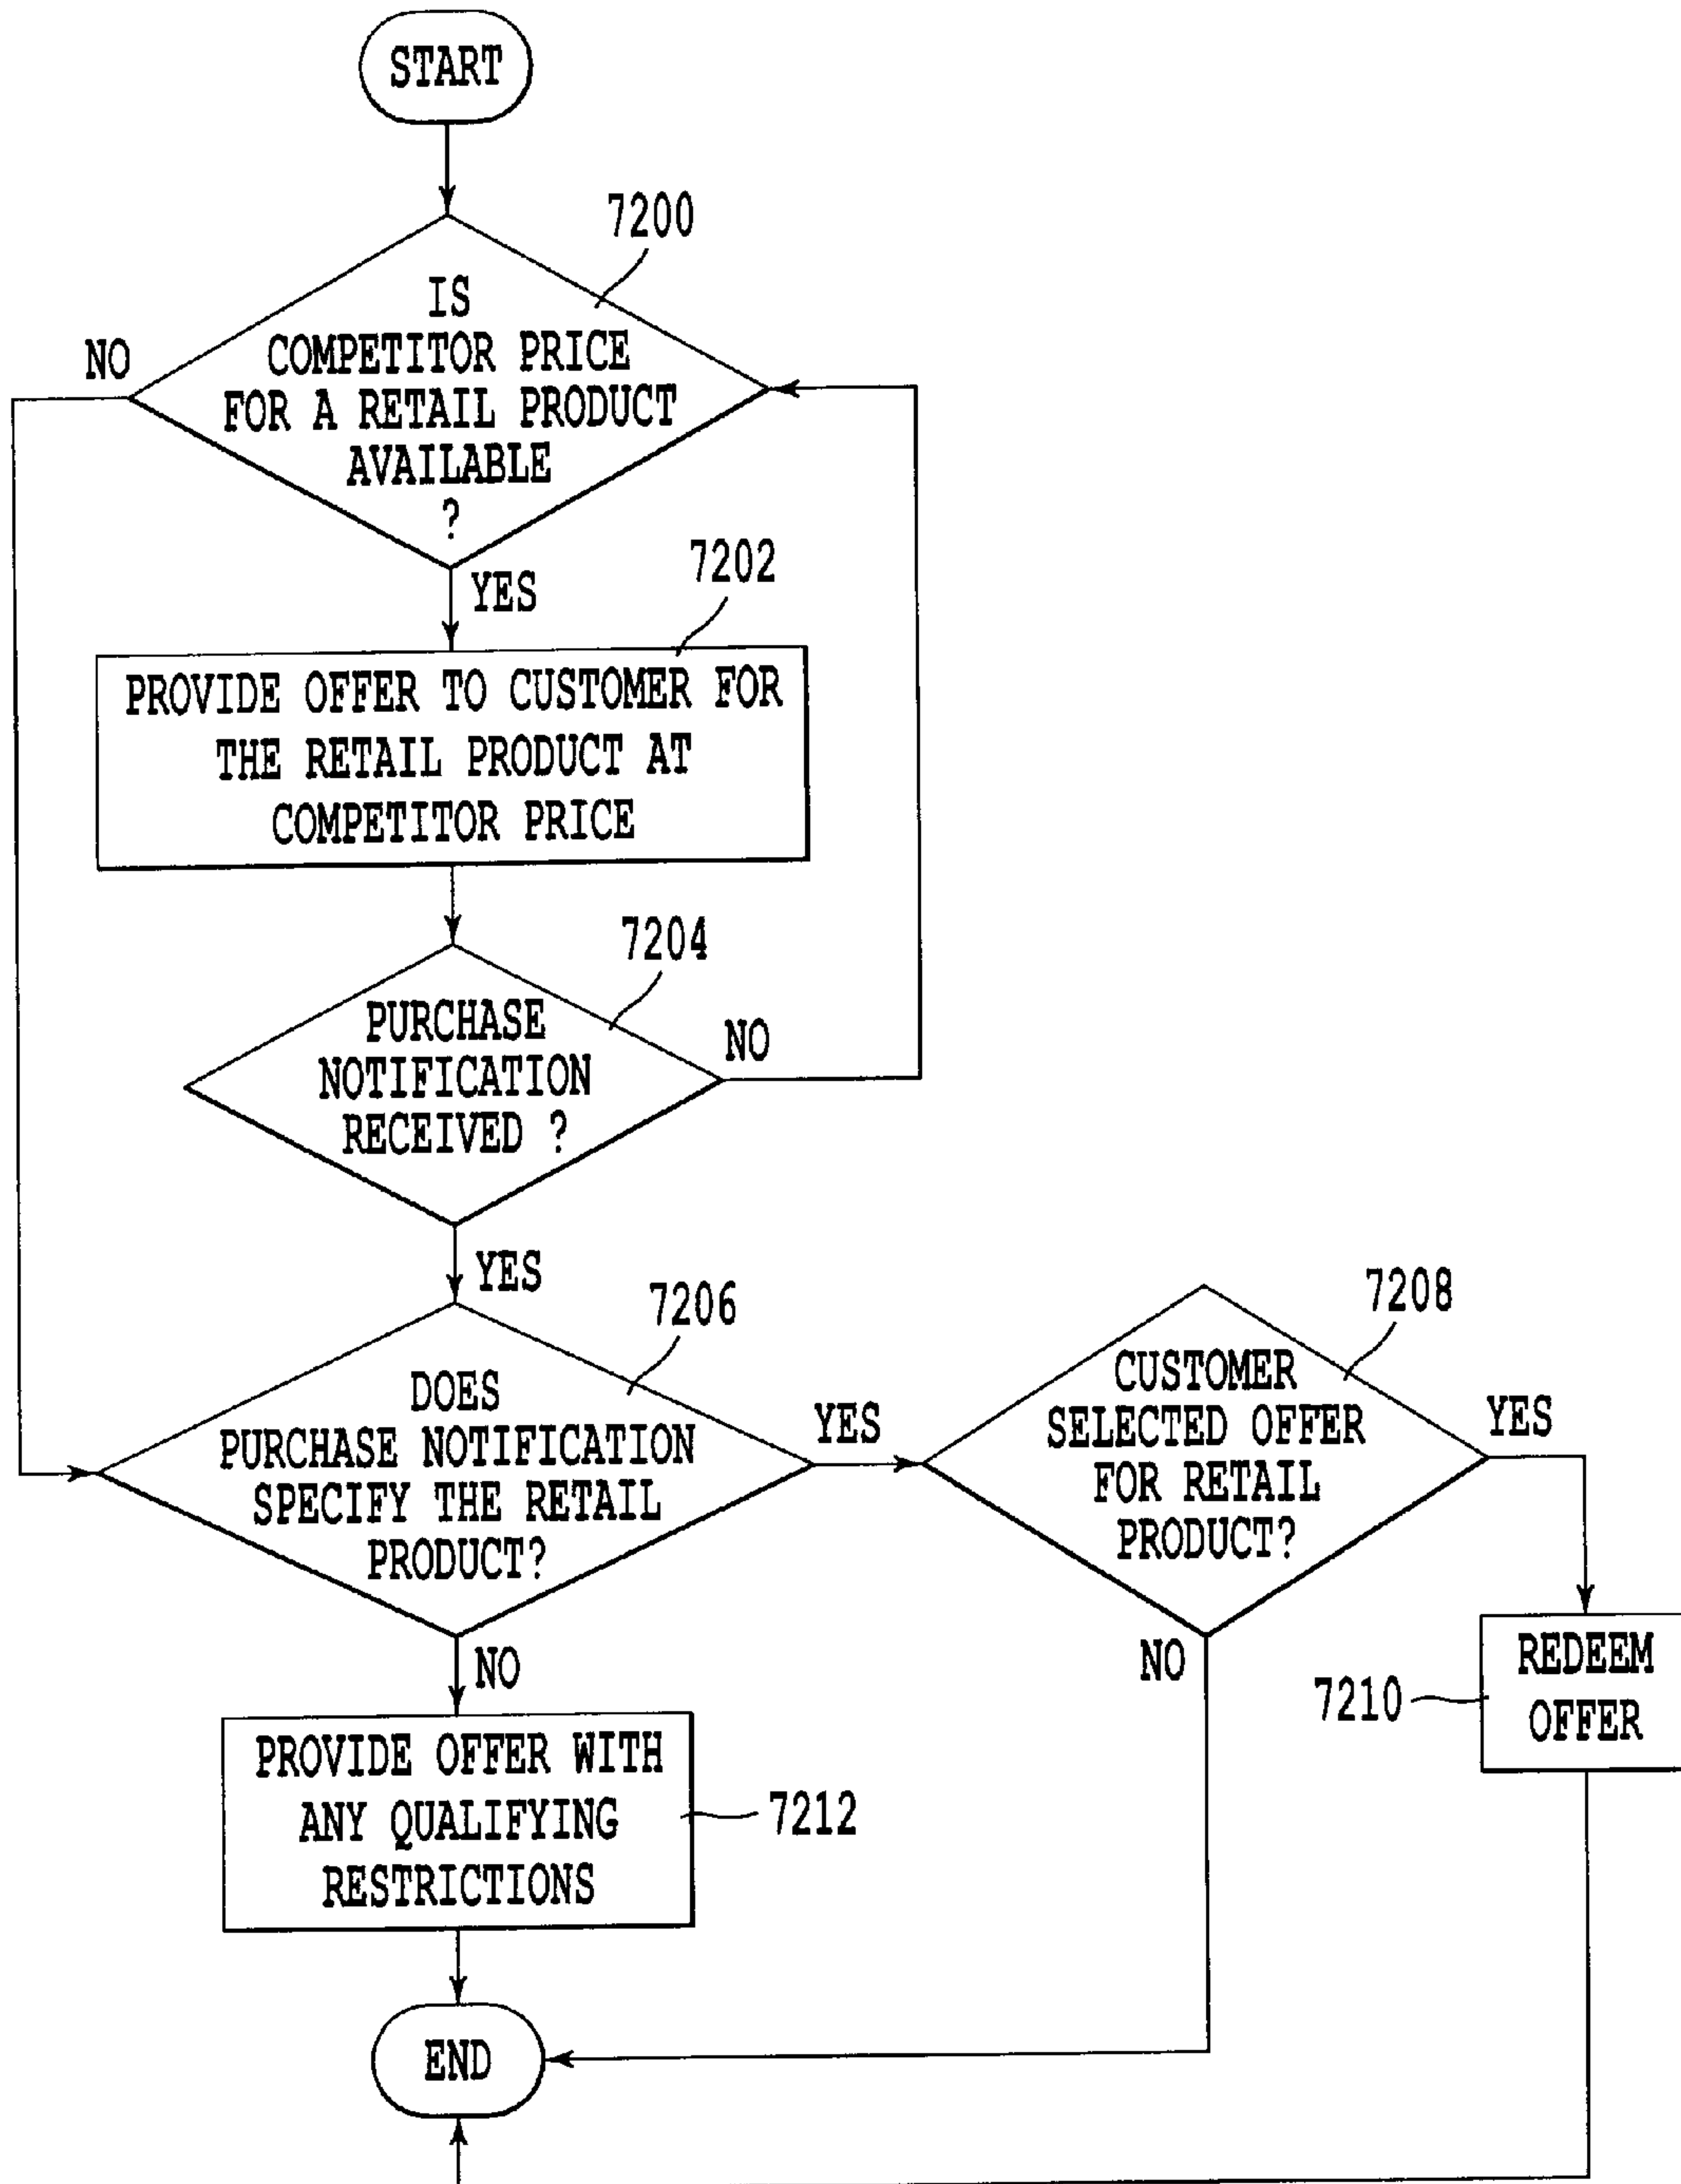 START
7200
IS
COMPETITOR PRICE
FOR A RETAIL PRODUCT
AVAILABLE
?
NO
YES
7202
PROVIDE OFFER TO CUSTOMER FOR
THE RETAIL PRODUCT AT
COMPETITOR PRICE
7204
PURCHASE
NOTIFICATION
RECEIVED ?
NO
YES
7206
DOES
PURCHASE NOTIFICATION
SPECIFY THE RETAIL
PRODUCT?
YES
7208
CUSTOMER
SELECTED OFFER
FOR RETAIL
PRODUCT?
YES
NO
NO
7210
REDEEM
OFFER
PROVIDE OFFER WITH
ANY QUALIFYING
RESTRICTIONS
7212
END